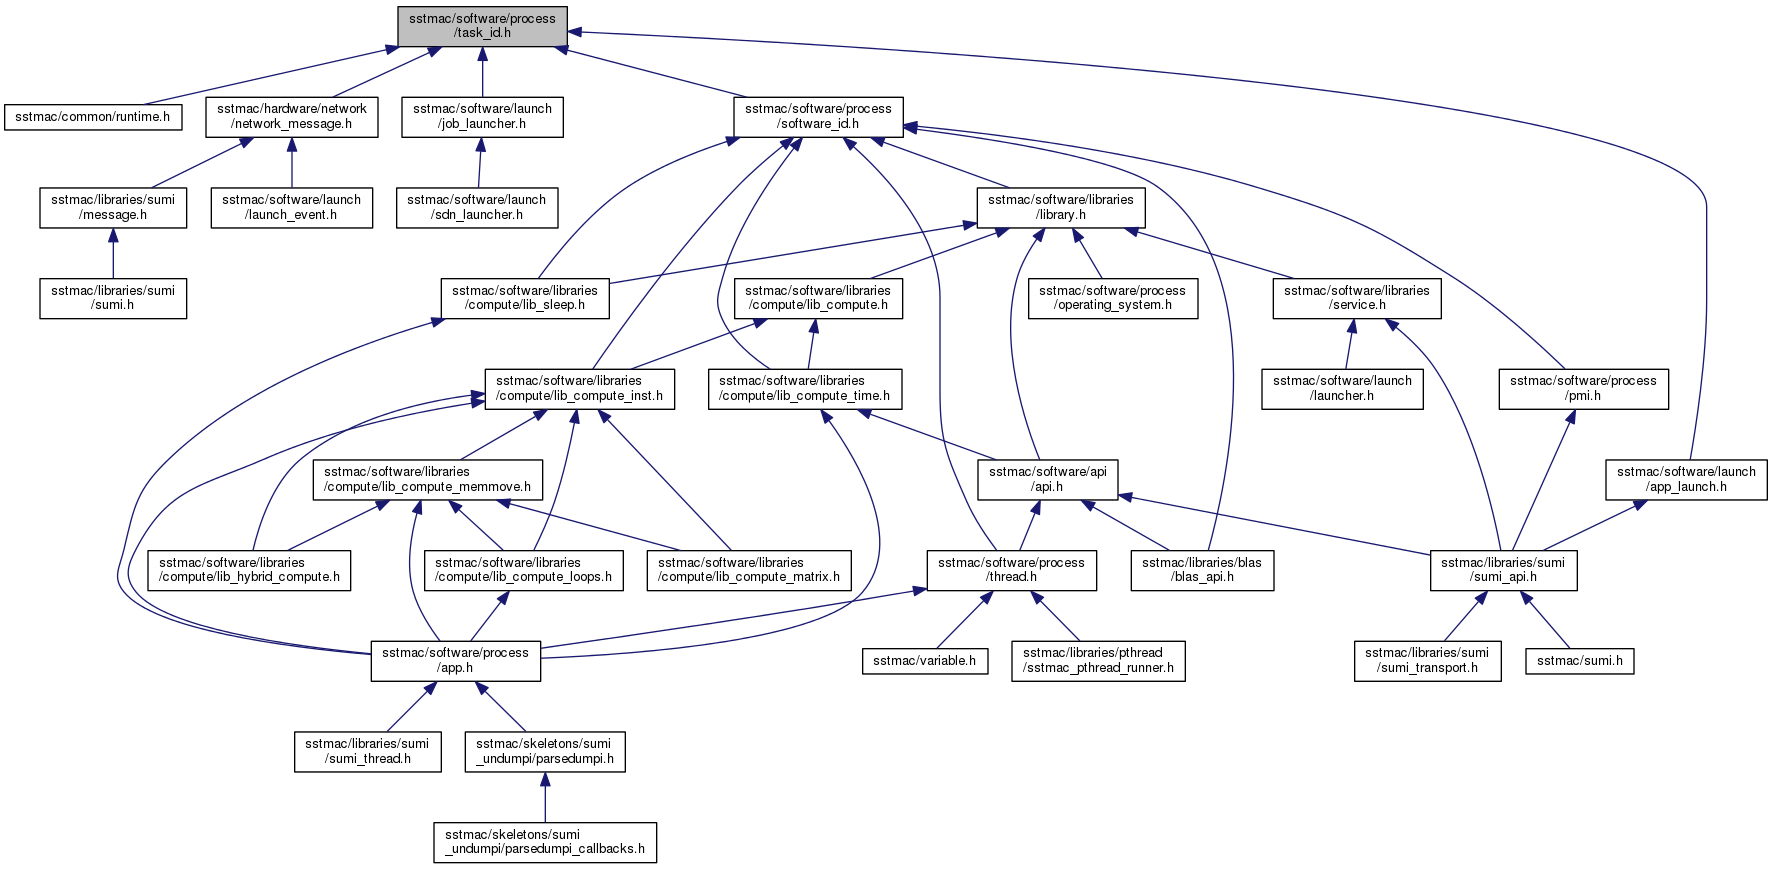 sstmac/software/process
/task_id.h
sstmac/common/runtime.h
sstmac/hardware/network
/network_message.h
sstmac/software/launch
/job_launcher.h
sstmac/software/process
/software_id.h
sstmac/libraries/sumi
/message.h
sstmac/software/launch
/launch_event.h
sstmac/software/launch
/sdn_launcher.h
sstmac/software/libraries
/library.h
sstmac/libraries/sumi
/sumi.h
sstmac/software/libraries
/compute/lib_sleep.h
sstmac/software/libraries
/compute/lib_compute.h
sstmac/software/process
/operating_system.h
sstmac/software/libraries
/service.h
sstmac/software/libraries
/compute/lib_compute_inst.h
sstmac/software/libraries
/compute/lib_compute_time.h
sstmac/software/launch
/launcher.h
sstmac/software/process
/pmi.h
sstmac/software/libraries
/compute/lib_compute_memmove.h
sstmac/software/api
/api.h
sstmac/software/launch
/app_launch.h
sstmac/software/libraries
/compute/lib_hybrid_compute.h
sstmac/software/libraries
/compute/lib_compute_loops.h
sstmac/software/libraries
/compute/lib_compute_matrix.h
sstmac/software/process
/thread.h
sstmac/libraries/blas
/blas_api.h
sstmac/libraries/sumi
/sumi_api.h
sstmac/software/process
/app.h
sstmac/variable.h
sstmac/libraries/pthread
/sstmac_pthread_runner.h
sstmac/libraries/sumi
/sumi_transport.h
sstmac/sumi.h
sstmac/libraries/sumi
/sumi_thread.h
sstmac/skeletons/sumi
_undumpi/parsedumpi.h
sstmac/skeletons/sumi
_undumpi/parsedumpi_callbacks.h